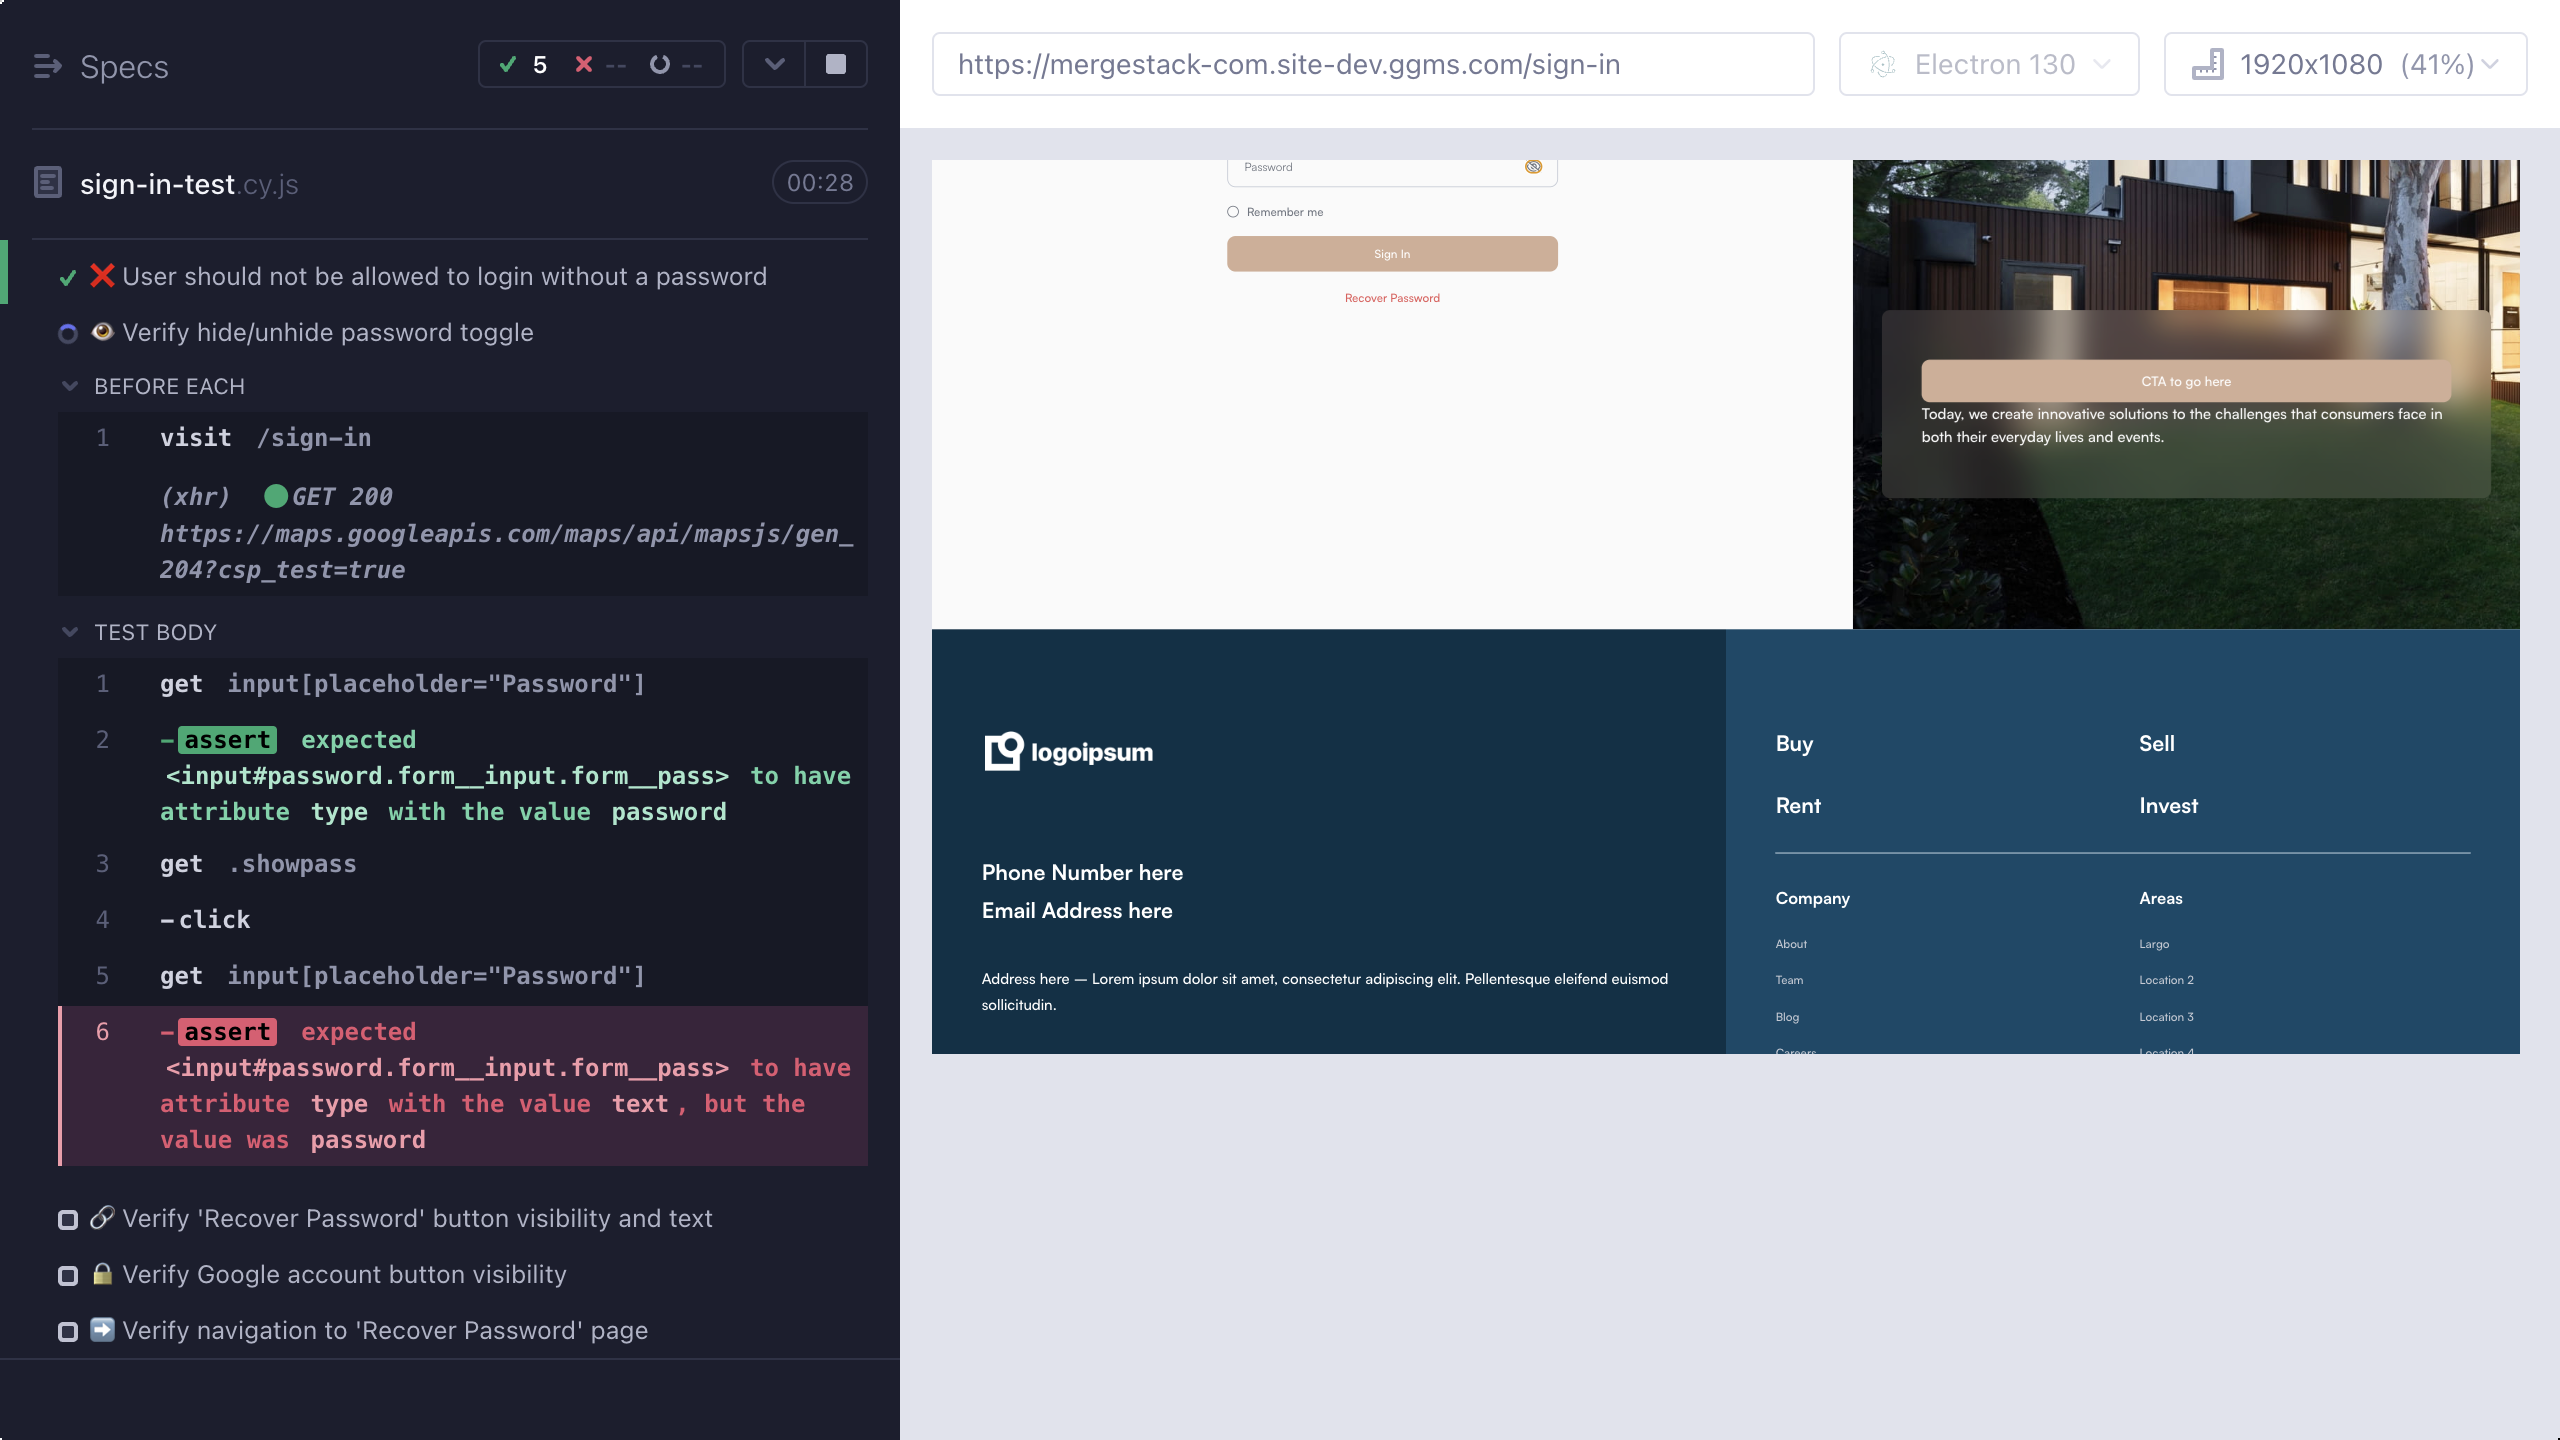 Specs
5
--
--
sign-in-test.cy.js
00:28
User should not be allowed to login without a password
Verify hide/unhide password toggle
BEFORE EACH
1 visit /sign-in
(xhr) GET 200
https://maps.googleapis.com/maps/api/mapsjs/gen_
204?csp_test=true
TEST BODY
1 get input[placeholder="Password"]
2 -assert expected
<input#password.form__input.form__pass> to have
attribute type with the value password
3 get .showpass
4 -click
5 get input[placeholder="Password"]
6 -assert expected
<input#password.form__input.form__pass> to have
attribute type with the value text, but the
value was password
Verify 'Recover Password' button visibility and text
Verify Google account button visibility
Verify navigation to 'Recover Password' page
https://mergestack-com.site-dev.ggms.com/sign-in
Electron 130
1920x1080 (41%)
Password
Remember me
Sign In
Recover Password
CTA to go here
Today, we create innovative solutions to the challenges that consumers face in
both their everyday lives and events.
logoipsum
Phone Number here
Email Address here
Address here — Lorem ipsum dolor sit amet, consectetur adipiscing elit. Pellentesque eleifend euismod
sollicitudin.
Buy
Sell
Rent
Invest
Company
Areas
About
Largo
Team
Location 2
Blog
Location 3
Careers
Location 4